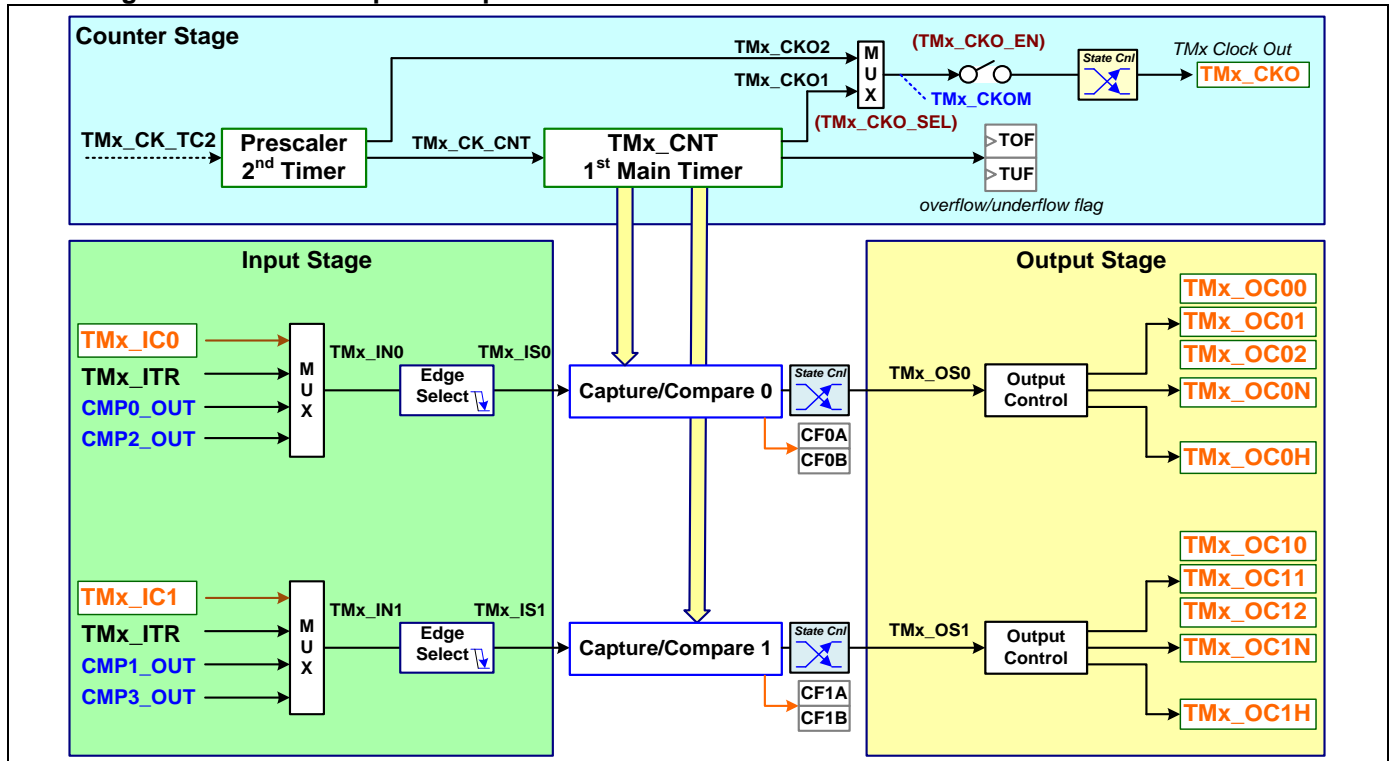 Counter Stage
TMx_CKO2
(TMx_CKO_EN)
TMx Clock Out
MUX
State Cnl
TMx_CKO
TMx_CKO1
TMx_CKOM
(TMx_CKO_SEL)
TMx_CK_TC2
Prescaler
2nd Timer
TMx_CK_CNT
TMx_CNT
1st Main Timer
TOF
TUF
overflow/underflow flag
Input Stage
TMx_IC0
TMx_ITR
CMP0_OUT
CMP2_OUT
MUX
TMx_IN0
Edge
Select
TMx_IS0
Capture/Compare 0
State Cnl
CF0A
CF0B
Output Stage
TMx_OS0
Output
Control
TMx_OC00
TMx_OC01
TMx_OC02
TMx_OC0N
TMx_OC0H
TMx_IC1
TMx_ITR
CMP1_OUT
CMP3_OUT
MUX
TMx_IN1
Edge
Select
TMx_IS1
Capture/Compare 1
State Cnl
CF1A
CF1B
TMx_OS1
Output
Control
TMx_OC10
TMx_OC11
TMx_OC12
TMx_OC1N
TMx_OC1H